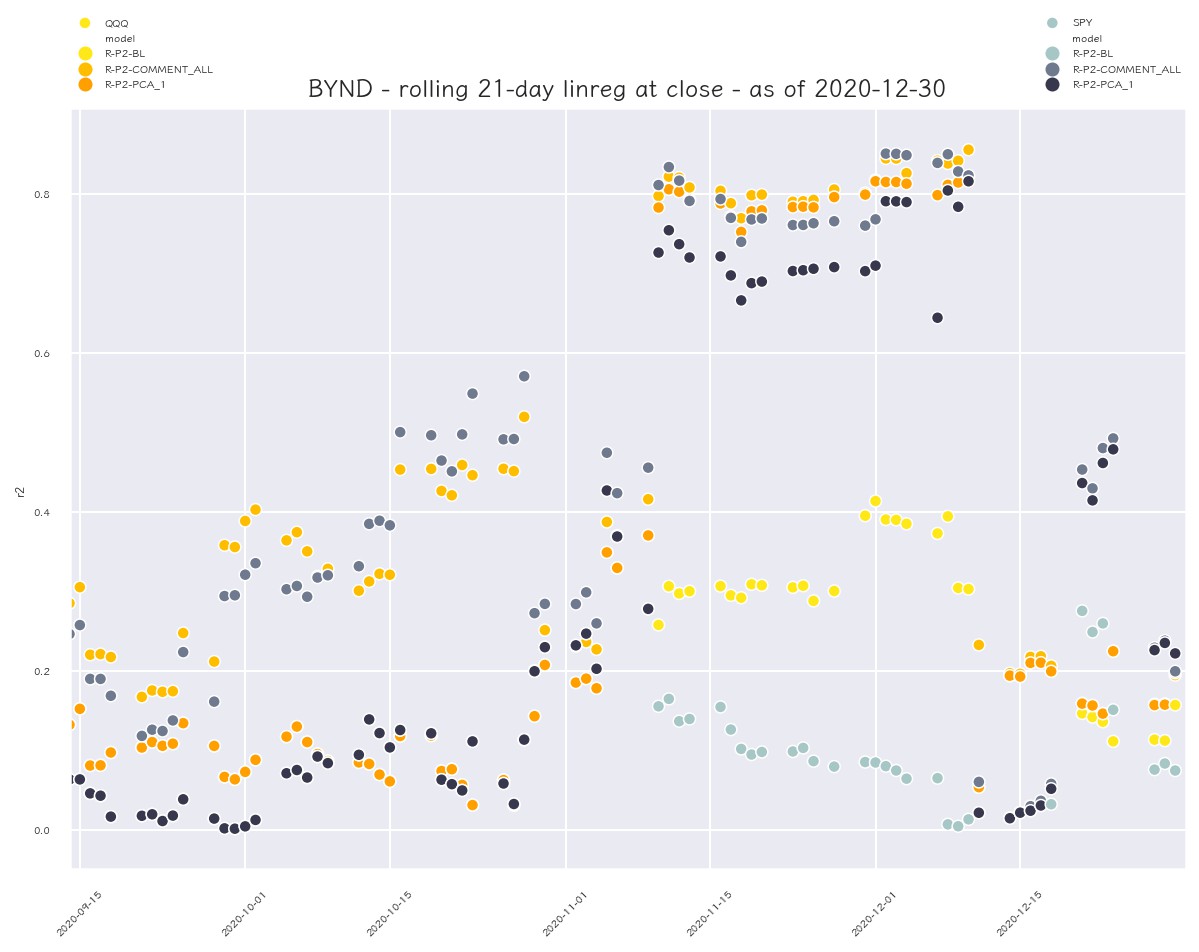 QQQ
model
R-P2-BL
R-P2-COMMENT_ALL
R-P2-PCA_1
SPY
model
R-P2-BL
R-P2-COMMENT_ALL
R-P2-PCA_1
BYND - rolling 21-day linreg at close - as of 2020-12-30
0.8
0.6
0.4
0.2
0.0
r2
2020-09-15
2020-10-01
2020-10-15
2020-11-01
2020-11-15
2020-12-01
2020-12-15